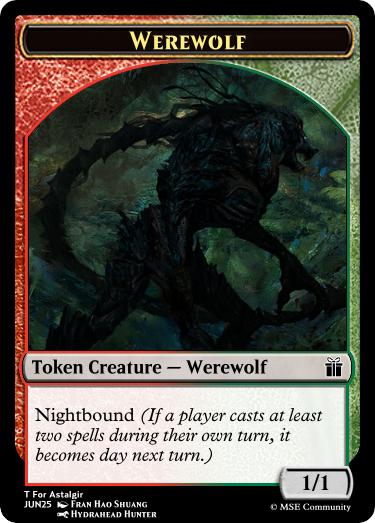 Werewolf
Token Creature — Werewolf
Nightbound (If a player casts at least
two spells during their own turn, it
becomes day next turn.)
1/1
T For Astalgir
JUN25 Fran Hao Shuang
Hydrahead Hunter
© MSE Community